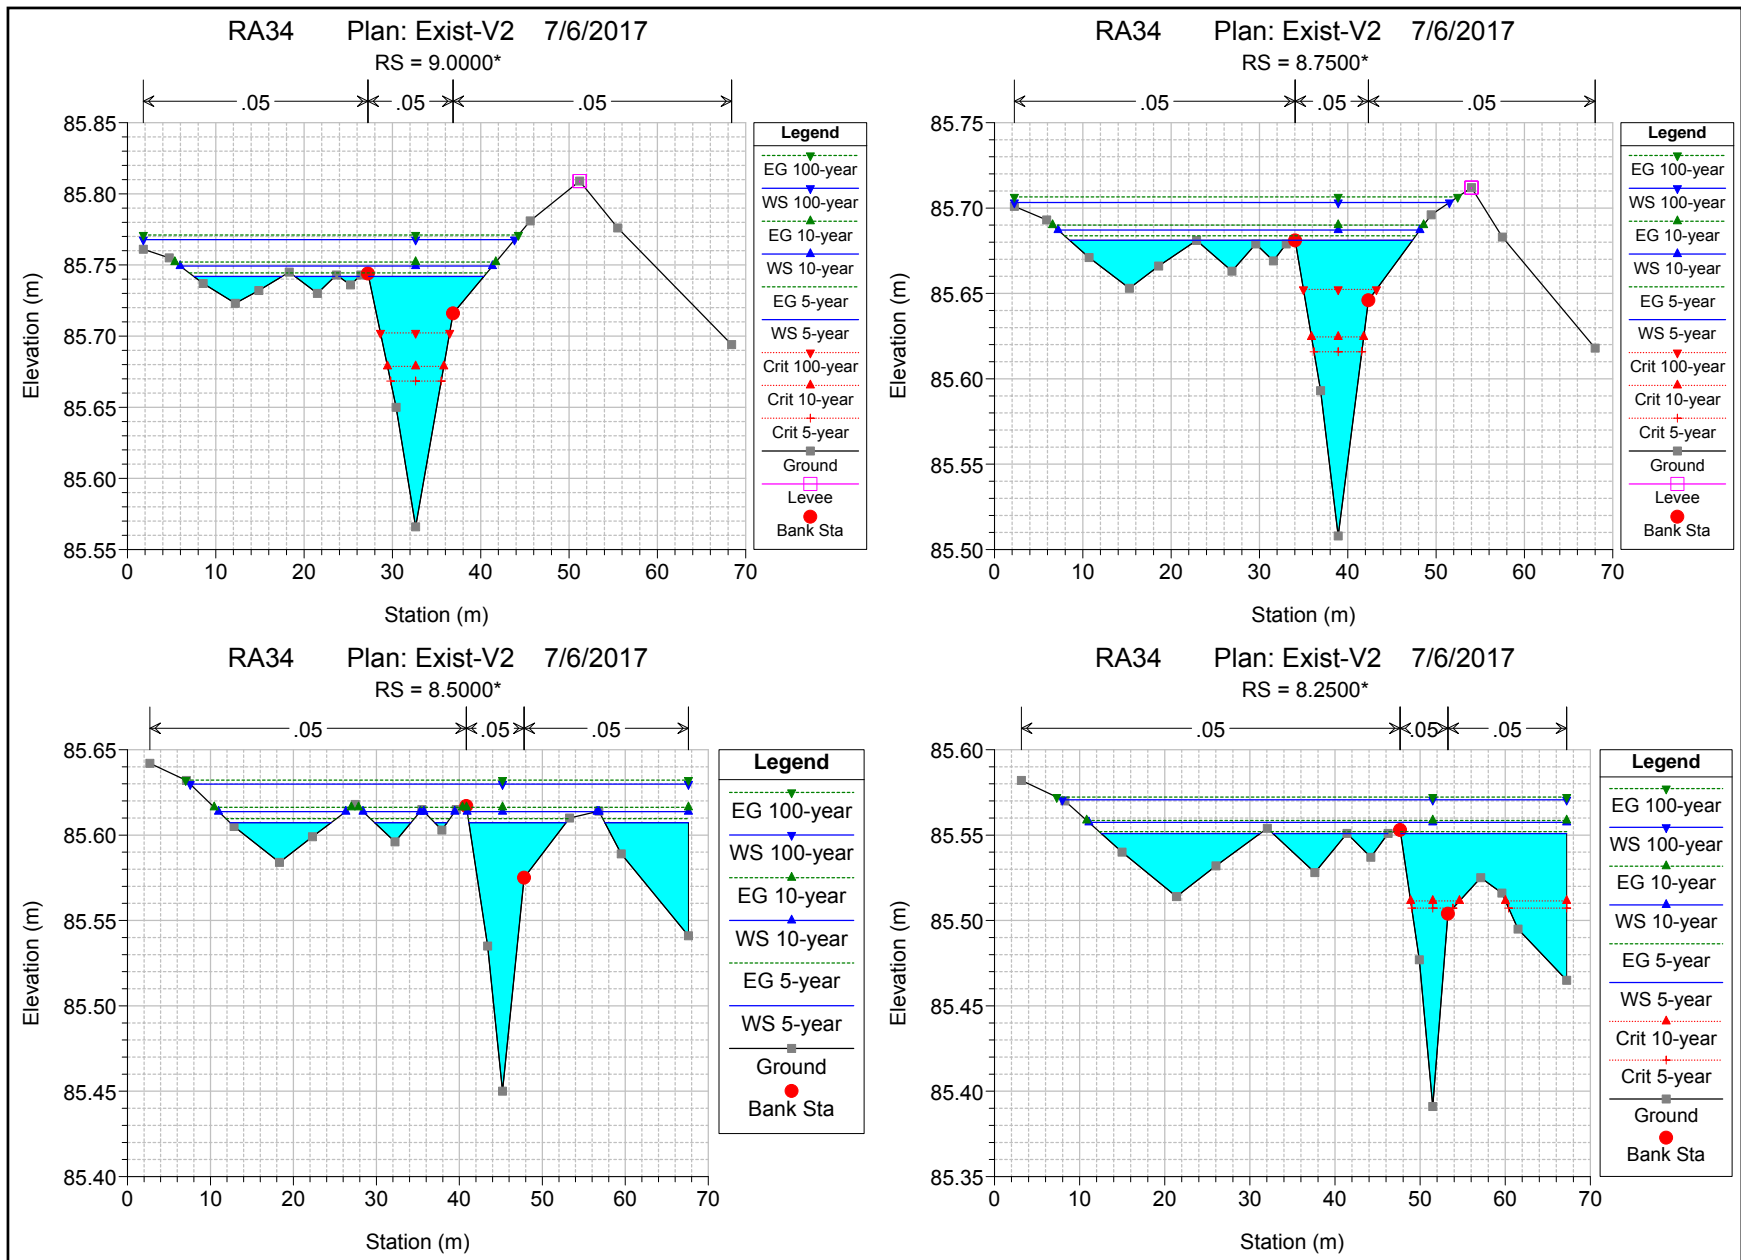 RA34 Plan: Exist-V2 7/6/2017
RS = 9.0000*
.05 .05 .05
85.85
85.80
85.75
85.70
85.65
85.60
85.55
Elevation (m)
0 10 20 30 40 50 60 70
Station (m)
Legend
EG 100-year
WS 100-year
EG 10-year
WS 10-year
EG 5-year
WS 5-year
Crit 100-year
Crit 10-year
Crit 5-year
Ground
Levee
Bank Sta
RA34 Plan: Exist-V2 7/6/2017
RS = 8.7500*
.05 .05 .05
85.75
85.70
85.65
85.60
85.55
85.50
Elevation (m)
0 10 20 30 40 50 60 70
Station (m)
Legend
EG 100-year
WS 100-year
EG 10-year
WS 10-year
EG 5-year
WS 5-year
Crit 100-year
Crit 10-year
Crit 5-year
Ground
Levee
Bank Sta
RA34 Plan: Exist-V2 7/6/2017
RS = 8.5000*
.05 .05 .05
85.65
85.60
85.55
85.50
85.45
85.40
Elevation (m)
0 10 20 30 40 50 60 70
Station (m)
Legend
EG 100-year
WS 100-year
EG 10-year
WS 10-year
EG 5-year
WS 5-year
Ground
Bank Sta
RA34 Plan: Exist-V2 7/6/2017
RS = 8.2500*
.05 .05 .05
85.60
85.55
85.50
85.45
85.40
85.35
Elevation (m)
0 10 20 30 40 50 60 70
Station (m)
Legend
EG 100-year
WS 100-year
EG 10-year
WS 10-year
EG 5-year
WS 5-year
Crit 10-year
Crit 5-year
Ground
Bank Sta